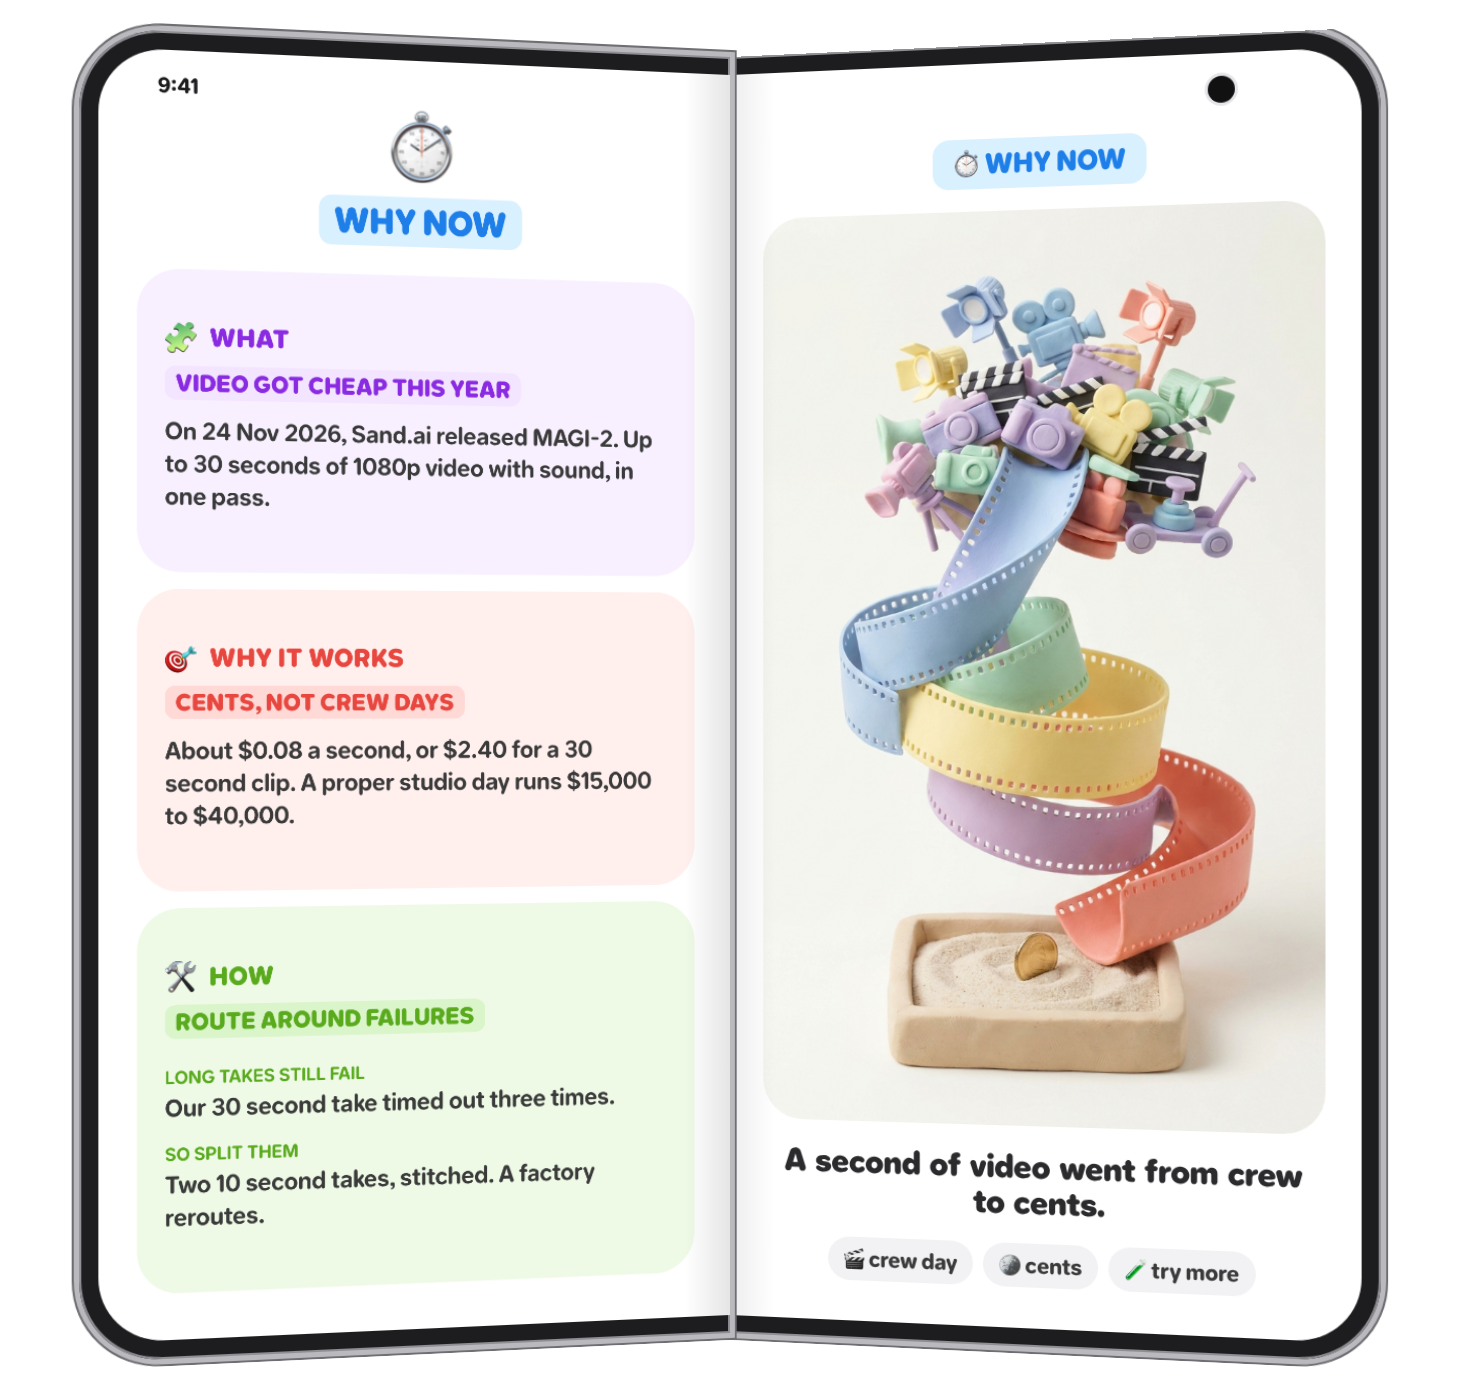 9:41
WHY NOW
WHAT
VIDEO GOT CHEAP THIS YEAR
On 24 Nov 2026, Sand.ai released MAGI-2. Up
to 30 seconds of 1080p video with sound, in
one pass.
WHY IT WORKS
CENTS, NOT CREW DAYS
About $0.08 a second, or $2.40 for a 30
second clip. A proper studio day runs $15,000
to $40,000.
HOW
ROUTE AROUND FAILURES
LONG TAKES STILL FAIL
Our 30 second take timed out three times.
SO SPLIT THEM
Two 10 second takes, stitched. A factory
reroutes.
WHY NOW
A second of video went from crew
to cents.
crew day
cents
try more